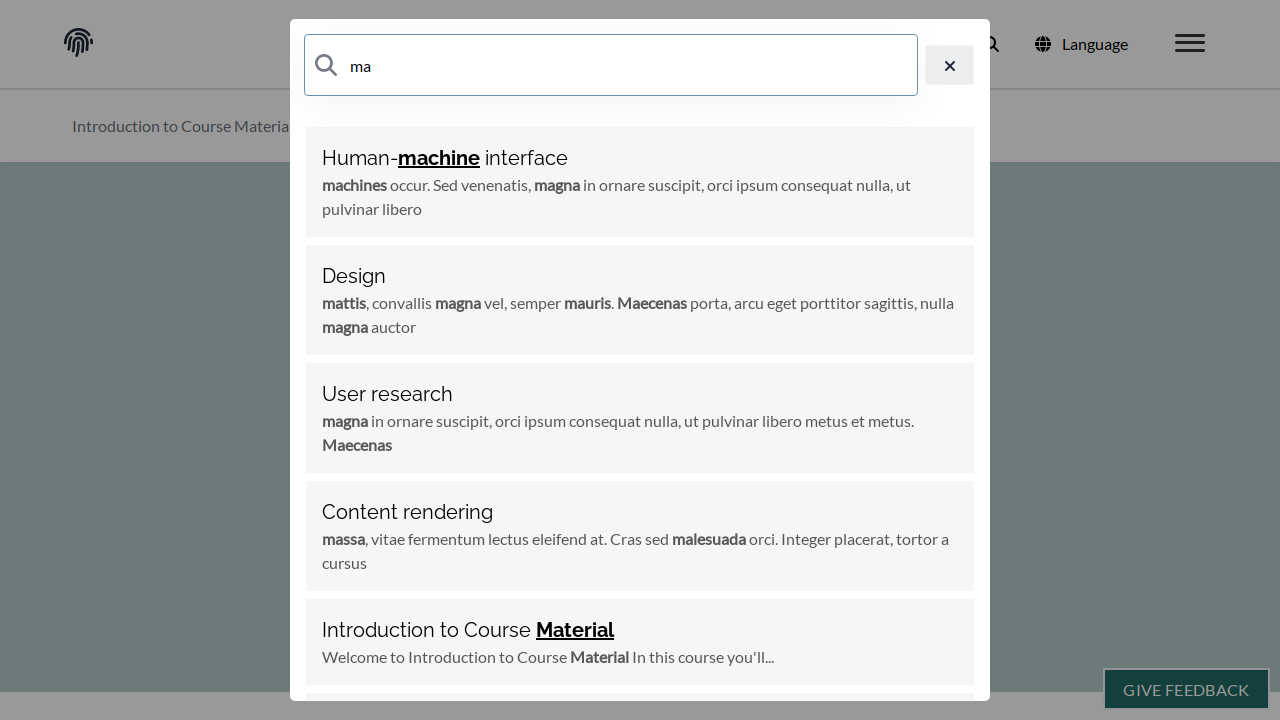 ma
Language
Introduction to Course Materia
Human-machine interface
machines occur. Sed venenatis, magna in ornare suscipit, orci ipsum consequat nulla, ut
pulvinar libero
Design
mattis, convallis magna vel, semper mauris. Maecenas porta, arcu eget porttitor sagittis, nulla
magna auctor
User research
magna in ornare suscipit, orci ipsum consequat nulla, ut pulvinar libero metus et metus.
Maecenas
Content rendering
massa, vitae fermentum lectus eleifend at. Cras sed malesuada orci. Integer placerat, tortor a
cursus
Introduction to Course Material
Welcome to Introduction to Course Material In this course you'll...
GIVE FEEDBACK